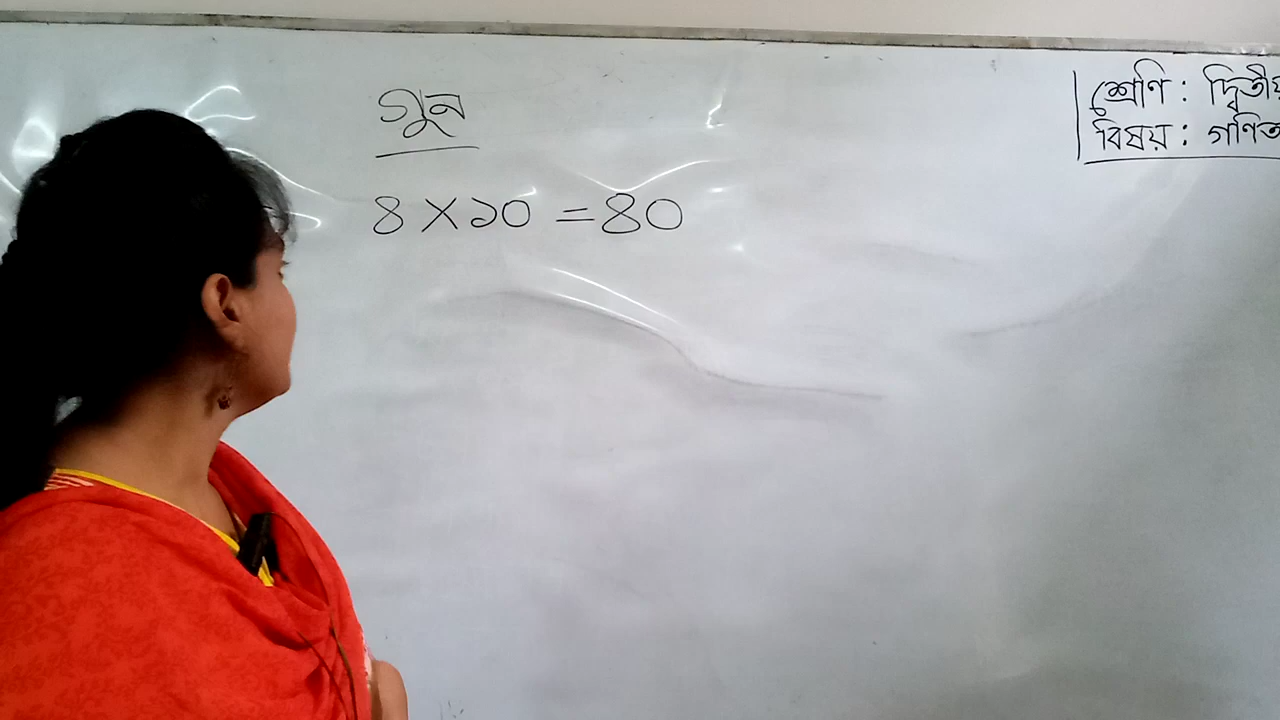 গুন
৪×১০ =৪০
শ্রেণি : দ্বিতীয়
বিষয় : গণিত